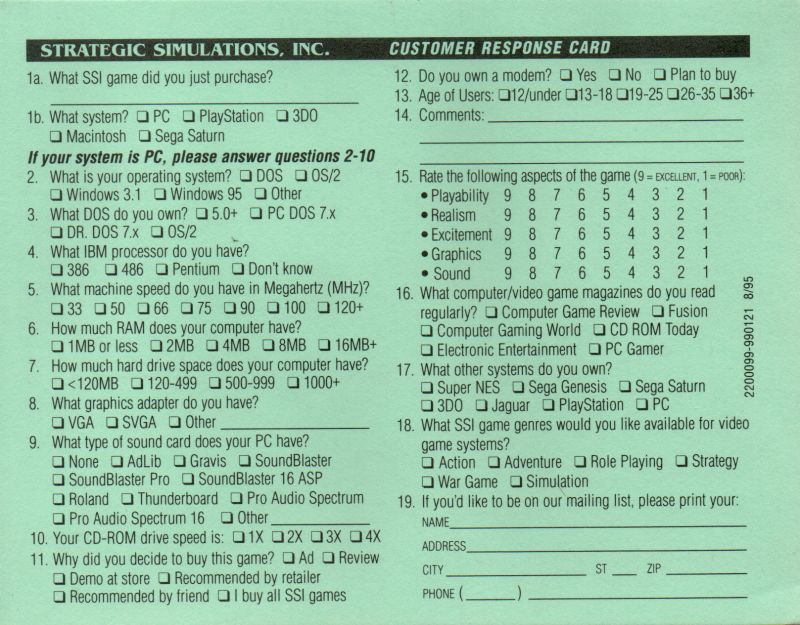 STRATEGIC SIMULATIONS, INC. CUSTOMER RESPONSE CARD
1a. What SSI game did you just purchase?
1b. What system? ❑ PC ❑ PlayStation ❑ 3DO
❑ Macintosh ❑ Sega Saturn
If your system is PC, please answer questions 2-10
2. What is your operating system? ❑ DOS ❑ OS/2
❑ Windows 3.1 ❑ Windows 95 ❑ Other
3. What DOS do you own? ❑ 5.0+ ❑ PC DOS 7.x
❑ DR. DOS 7.x ❑ OS/2
4. What IBM processor do you have?
❑ 386 ❑ 486 ❑ Pentium ❑ Don't know
5. What machine speed do you have in Megahertz (MHz)?
❑ 33 ❑ 50 ❑ 66 ❑ 75 ❑ 90 ❑ 100 ❑ 120+
6. How much RAM does your computer have?
❑ 1MB or less ❑ 2MB ❑ 4MB ❑ 8MB ❑ 16MB+
7. How much hard drive space does your computer have?
❑ <120MB ❑ 120-499 ❑ 500-999 ❑ 1000+
8. What graphics adapter do you have?
❑ VGA ❑ SVGA ❑ Other
9. What type of sound card does your PC have?
❑ None ❑ AdLib ❑ Gravis ❑ SoundBlaster
❑ SoundBlaster Pro ❑ SoundBlaster 16 ASP
❑ Roland ❑ Thunderboard ❑ Pro Audio Spectrum
❑ Pro Audio Spectrum 16 ❑ Other
10. Your CD-ROM drive speed is: ❑ 1X ❑ 2X ❑ 3X ❑ 4X
11. Why did you decide to buy this game? ❑ Ad ❑ Review
❑ Demo at store ❑ Recommended by retailer
❑ Recommended by friend ❑ I buy all SSI games
12. Do you own a modem? ❑ Yes ❑ No ❑ Plan to buy
13. Age of Users: ❑12/under ❑13-18 ❑19-25 ❑26-35 ❑36+
14. Comments:
15. Rate the following aspects of the game (9 = EXCELLENT, 1 = POOR):
• Playability 9 8 7 6 5 4 3 2 1
• Realism 9 8 7 6 5 4 3 2 1
• Excitement 9 8 7 6 5 4 3 2 1
• Graphics 9 8 7 6 5 4 3 2 1
• Sound 9 8 7 6 5 4 3 2 1
16. What computer/video game magazines do you read
regularly? ❑ Computer Game Review ❑ Fusion
❑ Computer Gaming World ❑ CD ROM Today
❑ Electronic Entertainment ❑ PC Gamer
17. What other systems do you own?
❑ Super NES ❑ Sega Genesis ❑ Sega Saturn
❑ 3DO ❑ Jaguar ❑ PlayStation ❑ PC
18. What SSI game genres would you like available for video
game systems?
❑ Action ❑ Adventure ❑ Role Playing ❑ Strategy
❑ War Game ❑ Simulation
19. If you'd like to be on our mailing list, please print your:
NAME
ADDRESS
CITY ST ZIP
PHONE ( )
2200099-990121 8/95